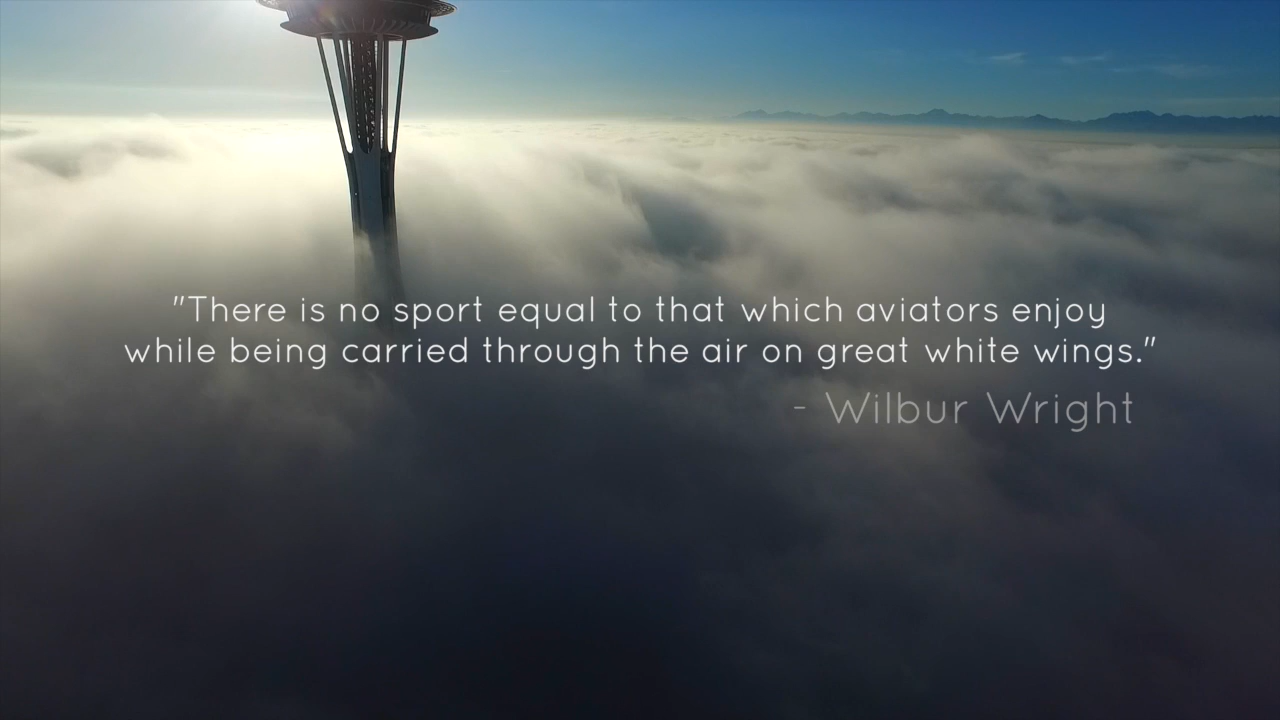 "There is no sport equal to that which aviators enjoy
while being carried through the air on great white wings."
- Wilbur Wright